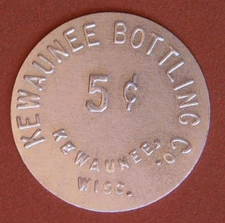 KEWAUNEE BOTTLING CO.
5¢
KEWAUNEE,
WISC.